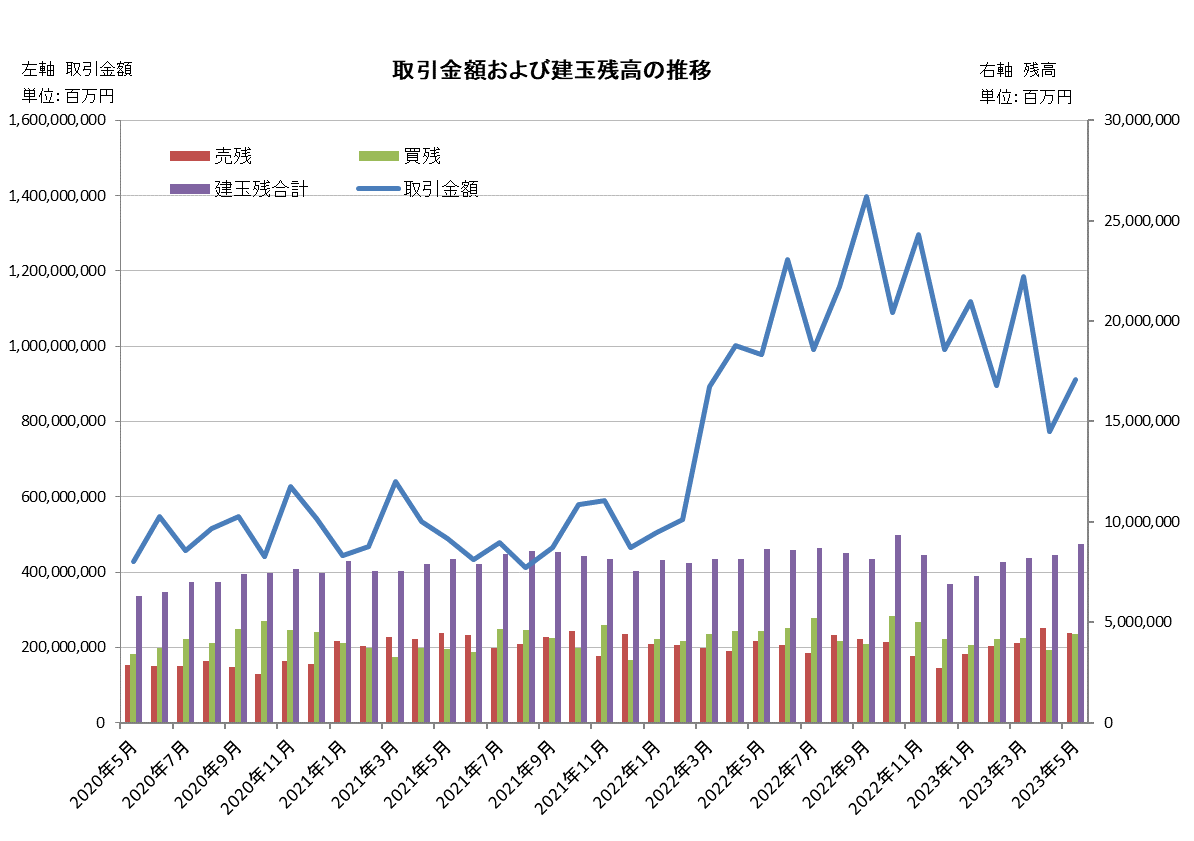 取引金額および建玉残高の推移
左軸 取引金額
単位: 百万円
右軸 残高
単位: 百万円
1,600,000,000
1,400,000,000
1,200,000,000
1,000,000,000
800,000,000
600,000,000
400,000,000
200,000,000
0
30,000,000
25,000,000
20,000,000
15,000,000
10,000,000
5,000,000
0
売残
買残
建玉残合計
取引金額
2020年5月
2020年7月
2020年9月
2020年11月
2021年1月
2021年3月
2021年5月
2021年7月
2021年9月
2021年11月
2022年1月
2022年3月
2022年5月
2022年7月
2022年9月
2022年11月
2023年1月
2023年3月
2023年5月